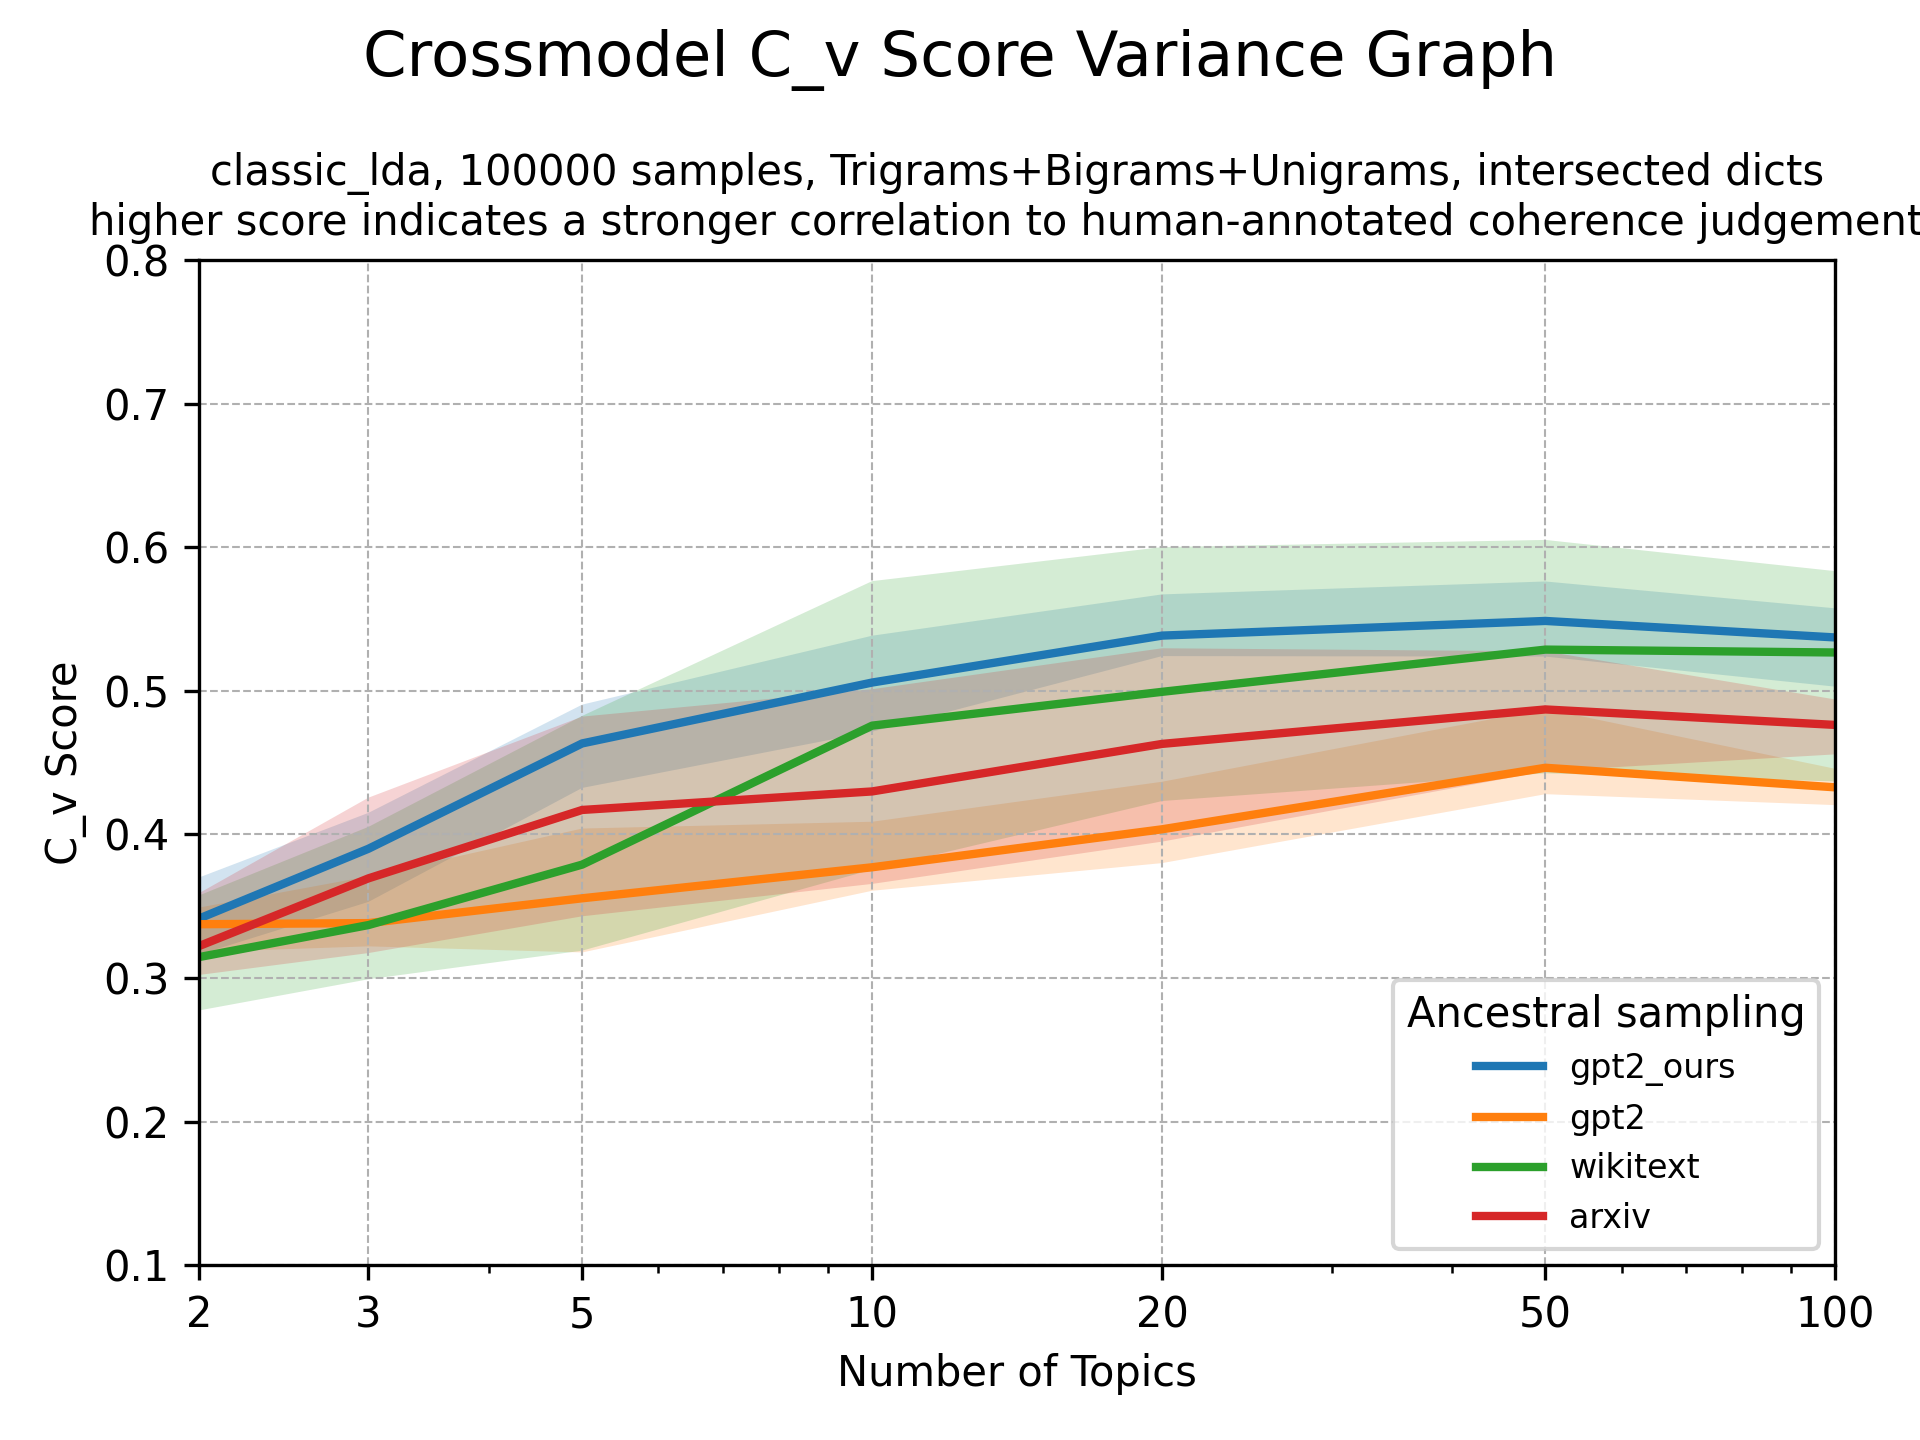 Crossmodel C_v Score Variance Graph
classic_lda, 100000 samples, Trigrams+Bigrams+Unigrams, intersected dicts
higher score indicates a stronger correlation to human-annotated coherence judgement
0.8
0.7
0.6
0.5
0.4
0.3
0.2
0.1
C_v Score
Ancestral sampling
gpt2_ours
gpt2
wikitext
arxiv
2 3 5 10 20 50 100
Number of Topics